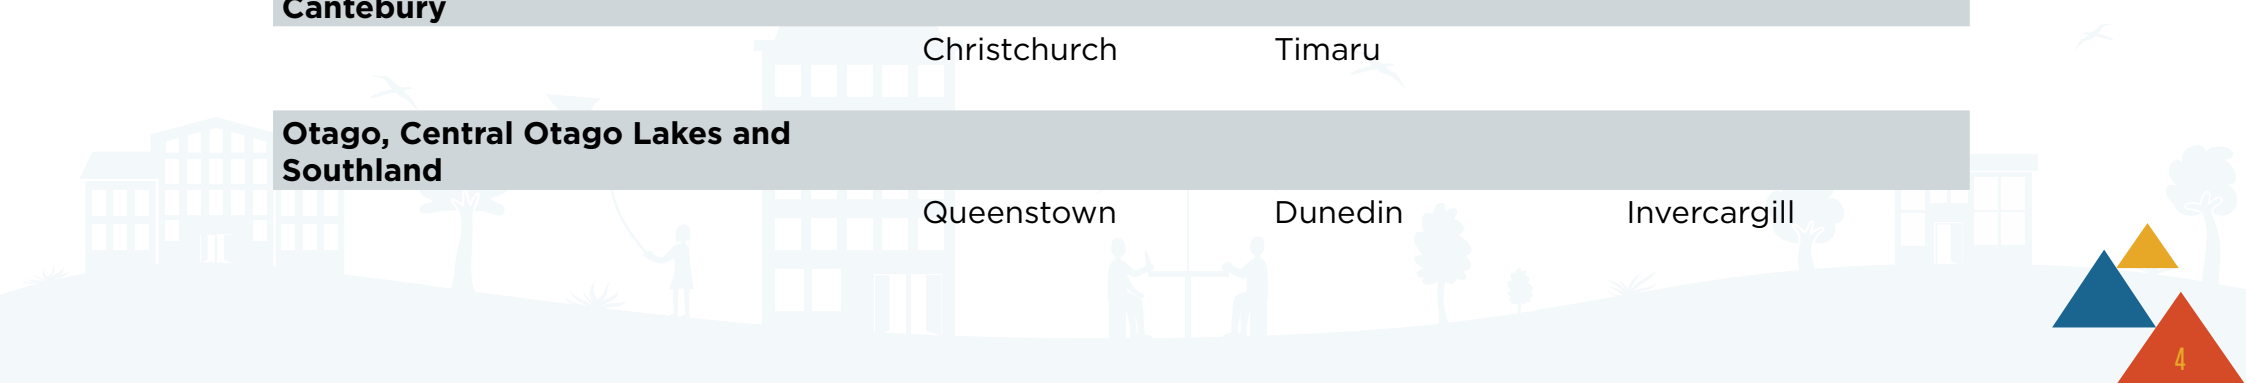 Cantebury
Christchurch Timaru
Otago, Central Otago Lakes and
Southland
Queenstown Dunedin Invercargill
4